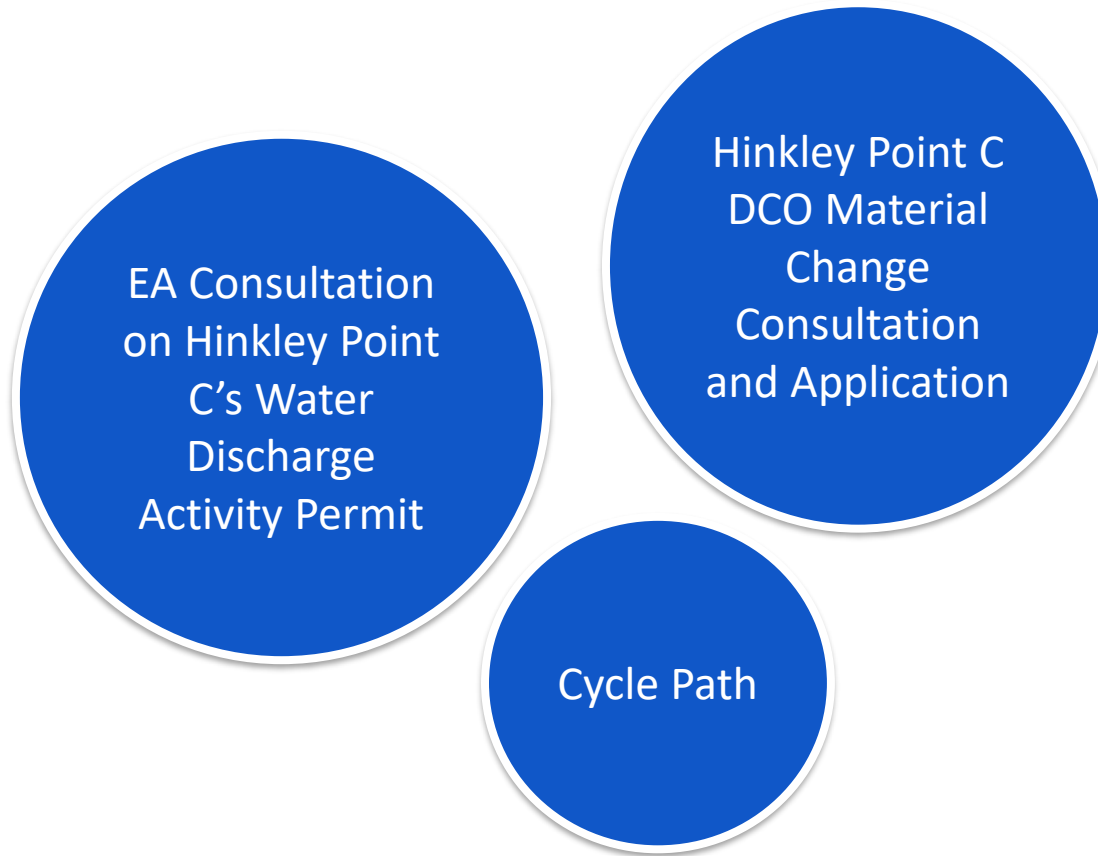 EA Consultation
on Hinkley Point
C’s Water
Discharge
Activity Permit
Hinkley Point C
DCO Material
Change
Consultation
and Application
Cycle Path